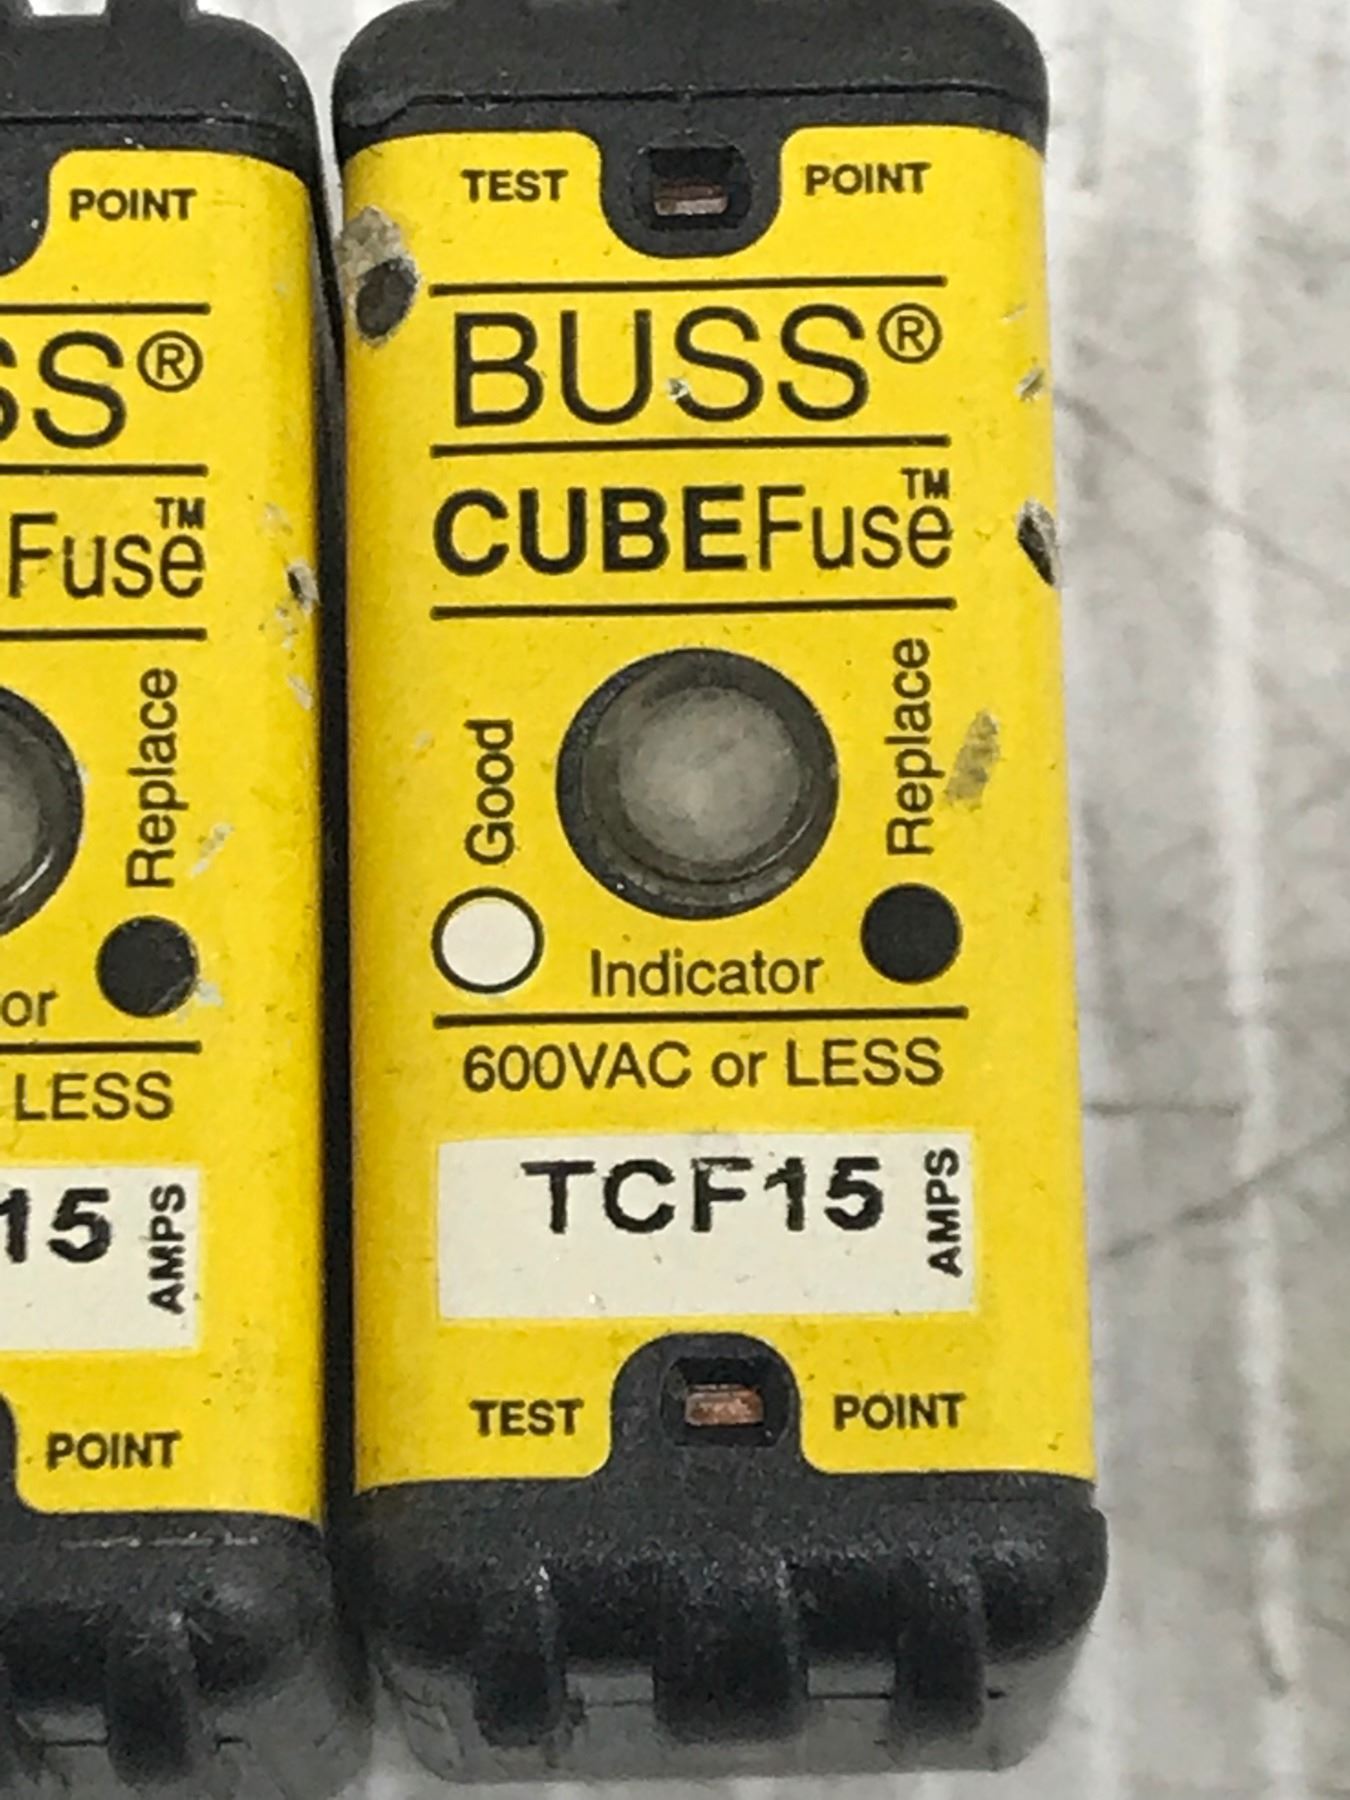 TEST POINT
BUSS®
CUBEFuse™
Good
Replace
Indicator
600VAC or LESS
TCF15 AMPS
TEST POINT
POINT
SS®
Fuse™
Replace
or
LESS
15 AMPS
POINT